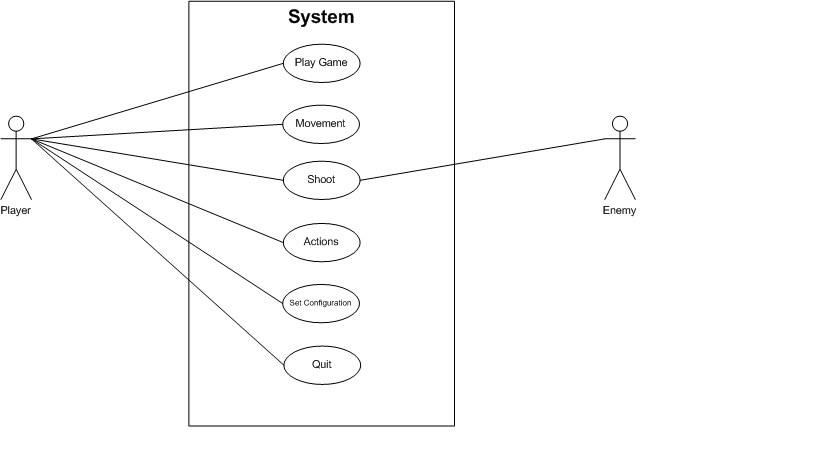 System
Play Game
Movement
Shoot
Player
Enemy
Actions
Set Configuration
Quit